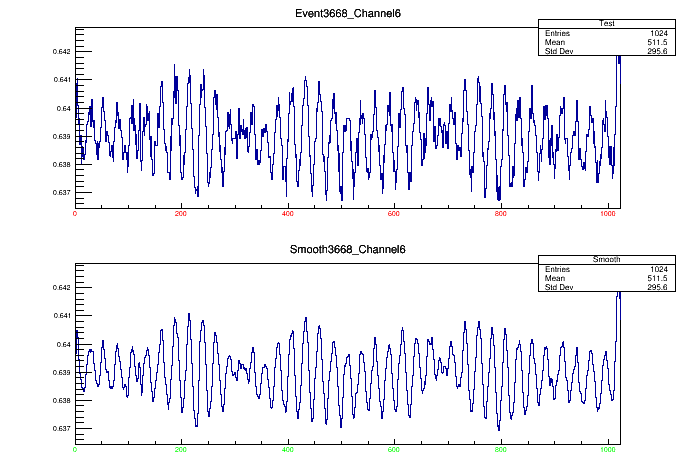 Event3668_Channel6
Test
Entries 1024
Mean 511.5
Std Dev 295.6
0.642
0.641
0.64
0.639
0.638
0.637
0 200 400 600 800 1000
Smooth3668_Channel6
Smooth
Entries 1024
Mean 511.5
Std Dev 295.6
0.642
0.641
0.64
0.639
0.638
0.637
0 200 400 600 800 1000